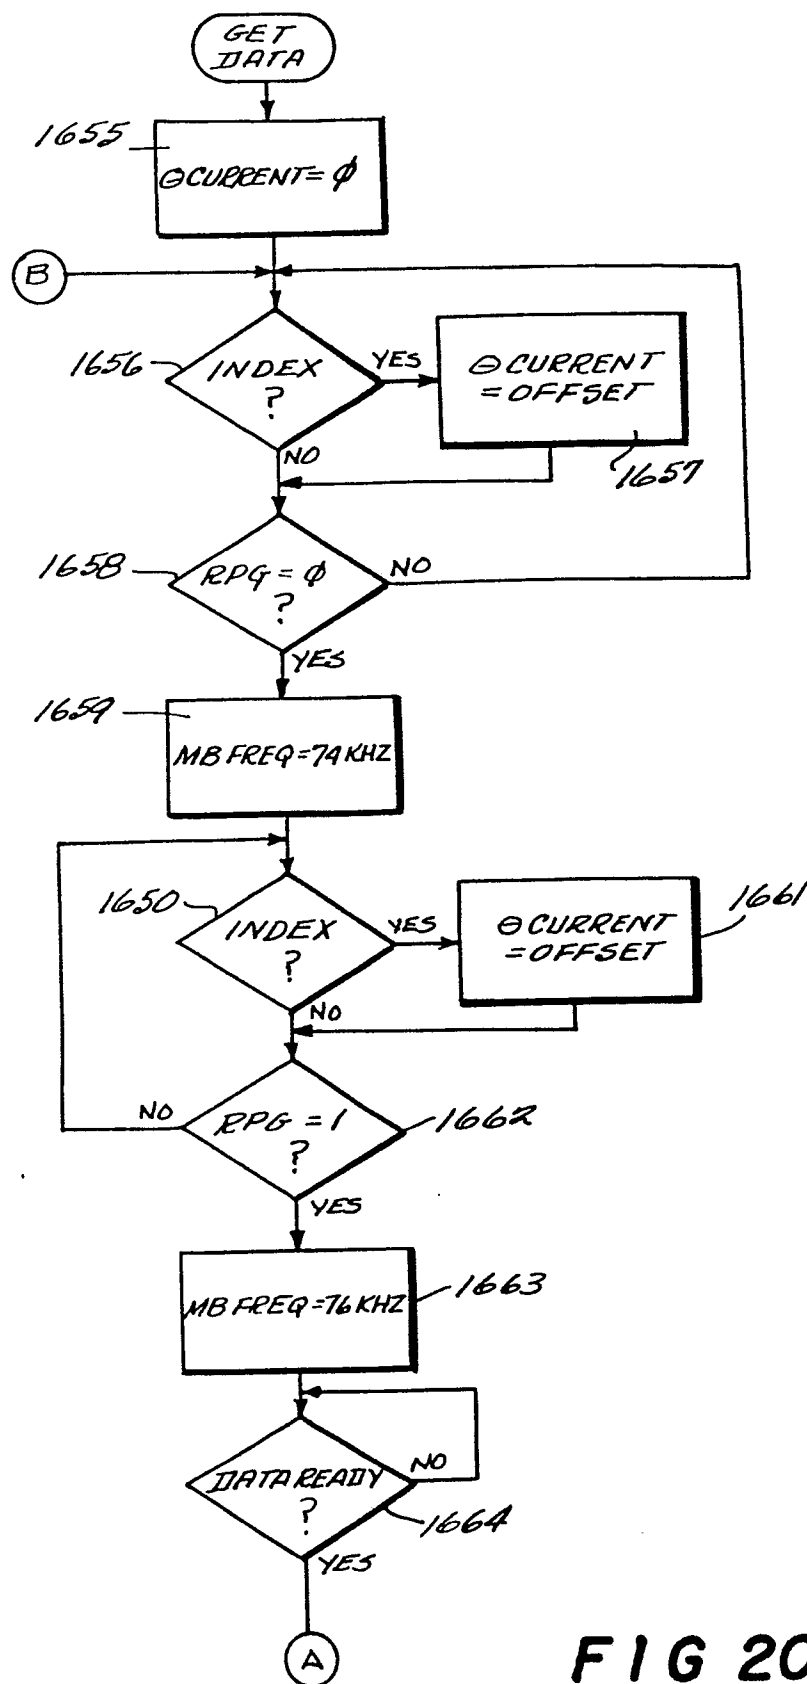 GET
DATA
1655
ΘCURRENT=ϕ
B
1656
INDEX
?
YES
ΘCURRENT
=OFFSET
NO
1657
1658
RPG=ϕ
?
NO
YES
1659
MB FREQ=74KHZ
1650
INDEX
?
YES
ΘCURRENT
=OFFSET
1661
NO
NO
RPG=1
?
1662
YES
MB FREQ=76KHZ
1663
DATA READY
?
NO
1664
YES
A
FIG 20